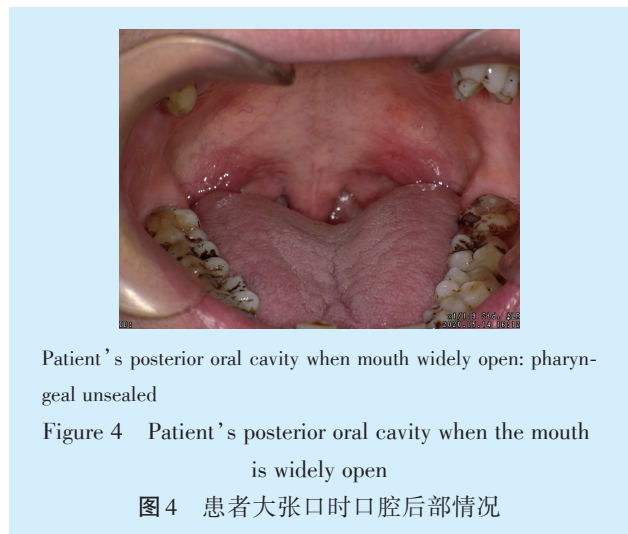 Patient's posterior oral cavity when mouth widely open: pharyn-
geal unsealed
Figure 4 Patient's posterior oral cavity when the mouth
is widely open
图4 患者大张口时口腔后部情况